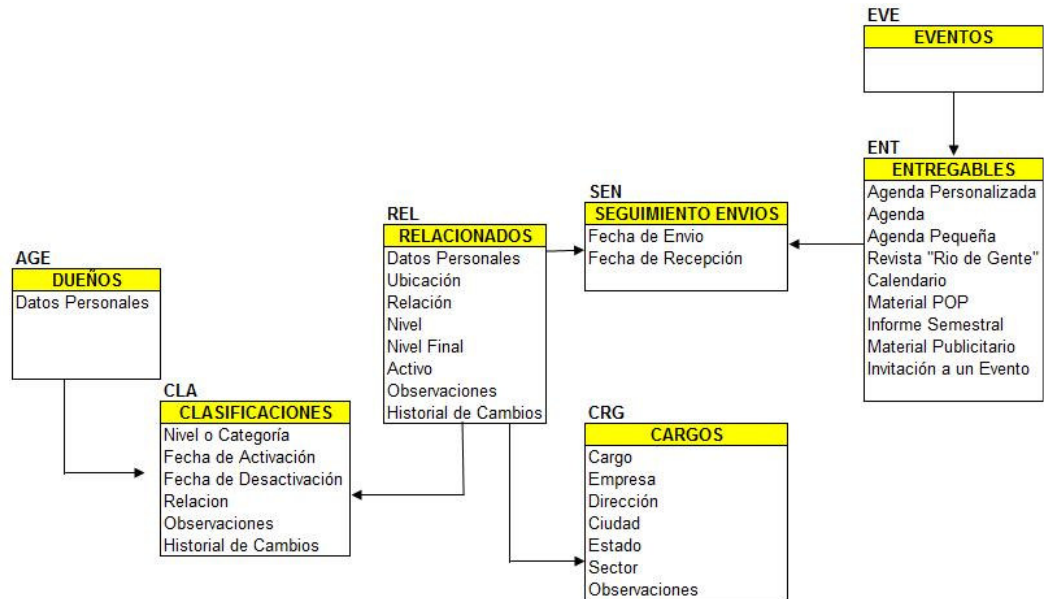 EVE
EVENTOS
ENT
ENTREGABLES
Agenda Personalizada
Agenda
Agenda Pequeña
Revista "Rio de Gente"
Calendario
Material POP
Informe Semestral
Material Publicitario
Invitación a un Evento
SEN
SEGUIMIENTO ENVIOS
Fecha de Envio
Fecha de Recepción
REL
RELACIONADOS
Datos Personales
Ubicación
Relación
Nivel
Nivel Final
Activo
Observaciones
Historial de Cambios
AGE
DUEÑOS
Datos Personales
CLA
CLASIFICACIONES
Nivel o Categoría
Fecha de Activación
Fecha de Desactivación
Relacion
Observaciones
Historial de Cambios
CRG
CARGOS
Cargo
Empresa
Dirección
Ciudad
Estado
Sector
Observaciones